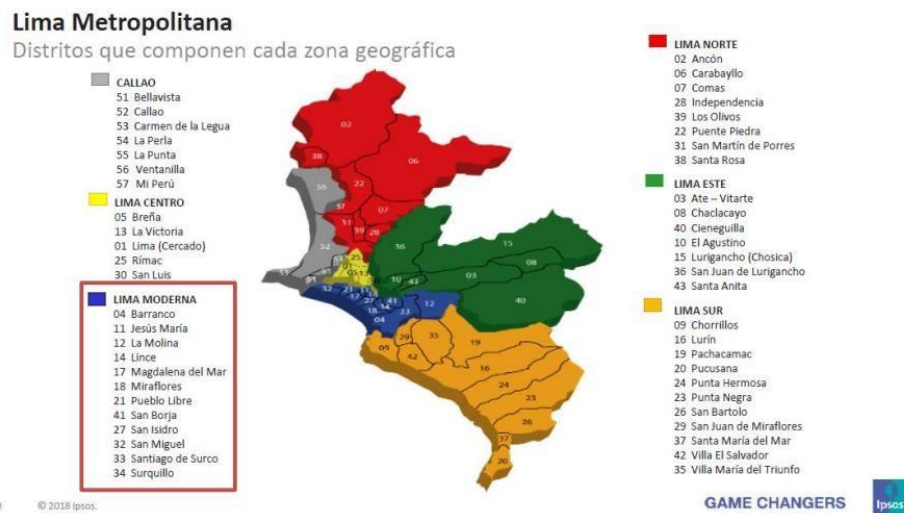 Lima Metropolitana
Distritos que componen cada zona geográfica
CALLAO
51 Bellavista
52 Callao
53 Carmen de la Legua
54 La Perla
55 La Punta
56 Ventanilla
57 Mi Perú
LIMA CENTRO
05 Breña
13 La Victoria
01 Lima (Cercado)
25 Rímac
30 San Luis
LIMA MODERNA
04 Barranco
11 Jesús María
12 La Molina
14 Lince
17 Magdalena del Mar
18 Miraflores
21 Pueblo Libre
41 San Borja
27 San Isidro
32 San Miguel
33 Santiago de Surco
34 Surquillo
02
06
38
22
56
57
07
31
39
28
52
36
15
08
03
10
43
40
25
05
32
21
17
27
41
12
18
33
04
09
29
35
19
42
16
24
23
26
37
20
LIMA NORTE
02 Ancón
06 Carabayllo
07 Comas
28 Independencia
39 Los Olivos
22 Puente Piedra
31 San Martín de Porres
38 Santa Rosa
LIMA ESTE
03 Ate – Vitarte
08 Chaclacayo
40 Cieneguilla
10 El Agustino
15 Lurigancho (Chosica)
36 San Juan de Lurigancho
43 Santa Anita
LIMA SUR
09 Chorrillos
16 Lurín
19 Pachacamac
20 Pucusana
24 Punta Hermosa
23 Punta Negra
26 San Bartolo
29 San Juan de Miraflores
37 Santa María del Mar
42 Villa El Salvador
35 Villa María del Triunfo
© 2018 Ipsos.
GAME CHANGERS
Ipsos